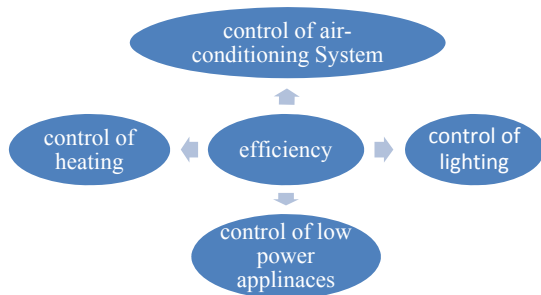 control of air-
conditioning System
control of
heating
efficiency
control of
lighting
control of low
power
applinaces